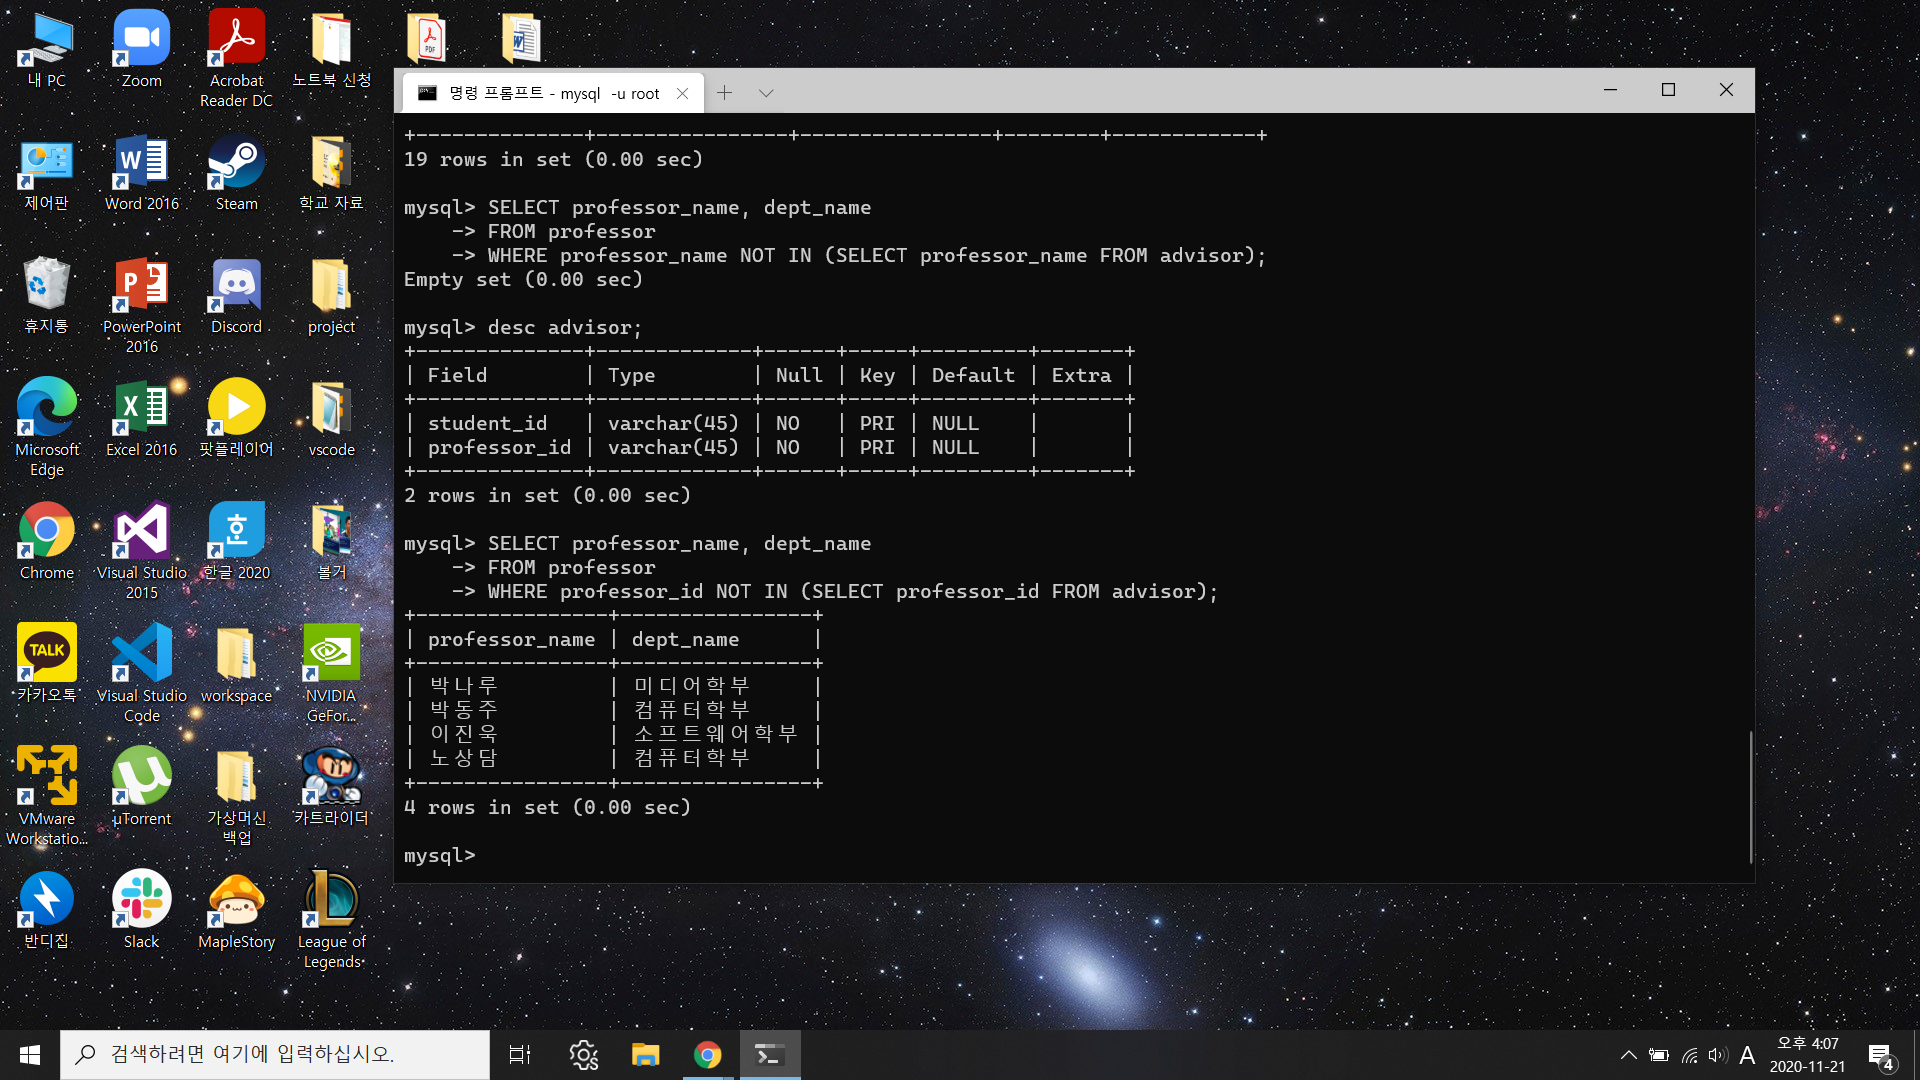 내 PC
Zoom
Acrobat Reader DC
노트북 신청
제어판
Word 2016
Steam
학교 자료
휴지통
PowerPoint 2016
Discord
project
Microsoft Edge
Excel 2016
팟플레이어
vscode
Chrome
Visual Studio 2015
한글 2020
볼거
카카오톡
Visual Studio Code
workspace
NVIDIA GeFor...
VMware Workstatio...
µTorrent
가상머신 백업
카트라이더
반디집
Slack
MapleStory
League of Legends
TALK
PDF
명령 프롬프트 - mysql  -u root
+--------------+----------------+----------------+--------+------------+
19 rows in set (0.00 sec)
mysql> SELECT professor_name, dept_name
    -> FROM professor
    -> WHERE professor_name NOT IN (SELECT professor_name FROM advisor);
Empty set (0.00 sec)
mysql> desc advisor;
+--------------+-------------+------+-----+---------+-------+
| Field        | Type        | Null | Key | Default | Extra |
+--------------+-------------+------+-----+---------+-------+
| student_id   | varchar(45) | NO   | PRI | NULL    |       |
| professor_id | varchar(45) | NO   | PRI | NULL    |       |
+--------------+-------------+------+-----+---------+-------+
2 rows in set (0.00 sec)
mysql> SELECT professor_name, dept_name
    -> FROM professor
    -> WHERE professor_id NOT IN (SELECT professor_id FROM advisor);
+----------------+----------------+
| professor_name | dept_name      |
+----------------+----------------+
| 박나루         | 미디어학부     |
| 박동주         | 컴퓨터학부     |
| 이진욱         | 소프트웨어학부 |
| 노상담         | 컴퓨터학부     |
+----------------+----------------+
4 rows in set (0.00 sec)
mysql>
검색하려면 여기에 입력하십시오.
A
오후 4:07
2020-11-21
4